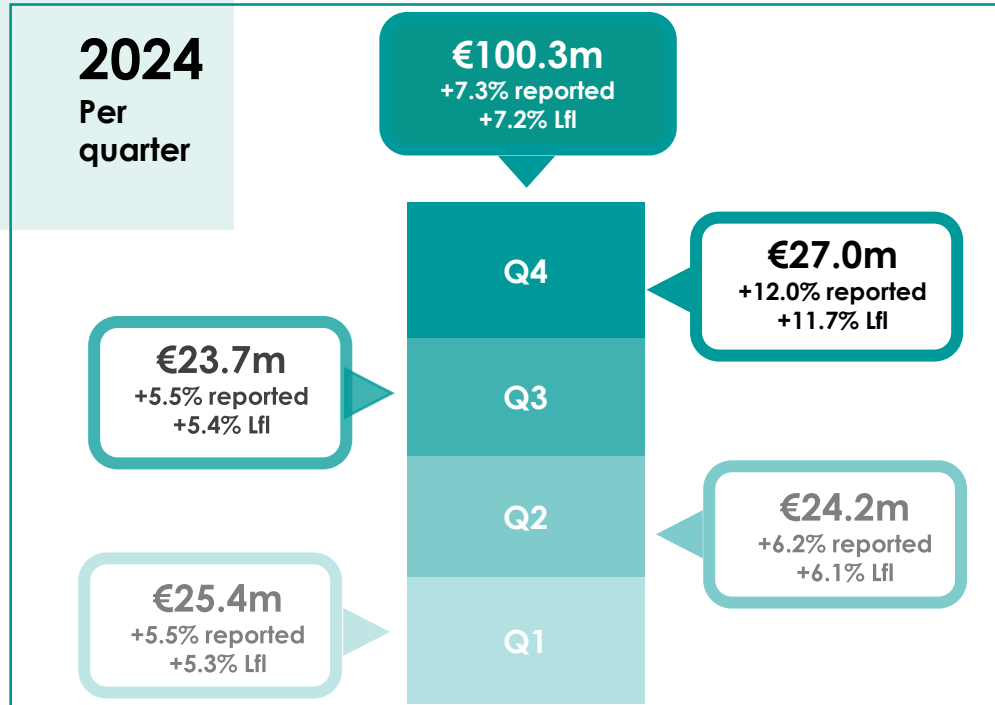 2024
Per
quarter
€100.3m
+7.3% reported
+7.2% Lfl
Q4
€27.0m
+12.0% reported
+11.7% Lfl
€23.7m
+5.5% reported
+5.4% Lfl
Q3
Q2
€24.2m
+6.2% reported
+6.1% Lfl
€25.4m
+5.5% reported
+5.3% Lfl
Q1